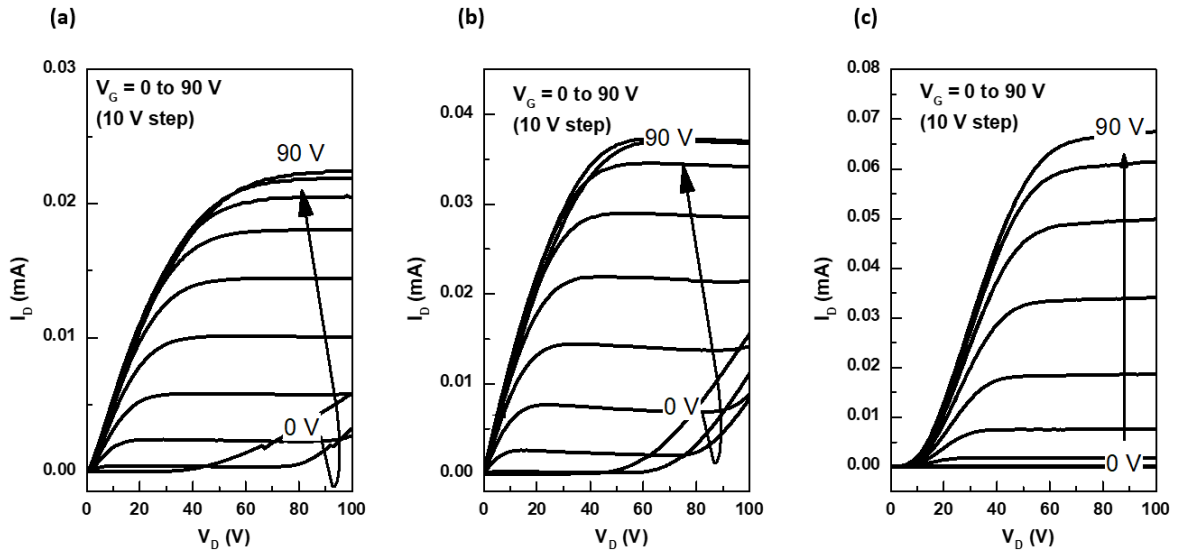 (a)
(b)
(c)
0.03
0.02
0.01
0.00
I_D (mA)
V_G = 0 to 90 V
(10 V step)
90 V
0 V
0 20 40 60 80 100
V_D (V)
0.04
0.03
0.02
0.01
0.00
I_D (mA)
V_G = 0 to 90 V
(10 V step)
90 V
0 V
0 20 40 60 80 100
V_D (V)
0.08
0.07
0.06
0.05
0.04
0.03
0.02
0.01
0.00
I_D (mA)
V_G = 0 to 90 V
(10 V step)
90 V
0 V
0 20 40 60 80 100
V_D (V)